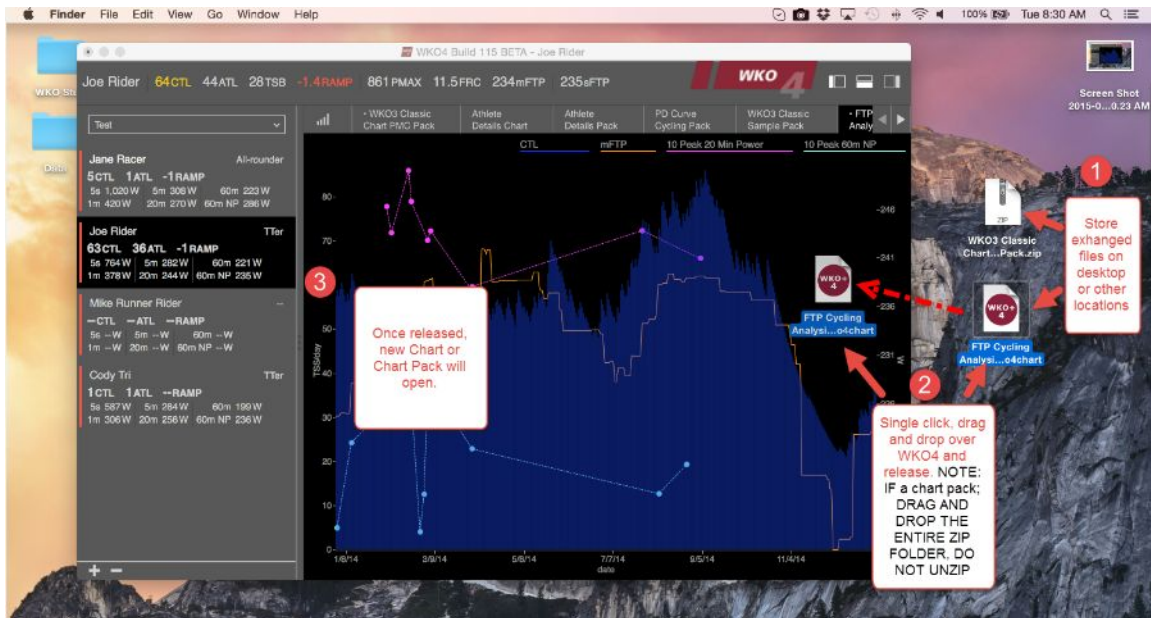 Finder File Edit View Go Window Help
100% Tue 8:30 AM
WKO4 Build 115 BETA - Joe Rider
Joe Rider 64CTL 44ATL 28TSB -1.4RAMP 861PMAX 11.5FRC 234mFTP 235sFTP
WKO 4
Test
Jane Racer All-rounder
5CTL 1ATL -1RAMP
5s 1,020W 5m 308W 60m 223W
1m 420W 20m 270W 60m NP 286W
Joe Rider TTer
63CTL 36ATL -1RAMP
5s 764W 5m 282W 60m 221W
1m 378W 20m 244W 60m NP 235W
Mike Runner Rider --
--CTL --ATL --RAMP
5s --W 5m --W 60m --W
1m --W 20m --W 60m NP --W
Cody Tri TTer
1CTL 1ATL --RAMP
5s 587W 5m 284W 60m 199W
1m 306W 20m 256W 60m NP 236W
- WKO3 Classic
Chart PMC Pack
Athlete
Details Chart
Athlete
Details Pack
PD Curve
Cycling Pack
WKO3 Classic
Sample Pack
- FTP
Analy
CTL mFTP 10 Peak 20 Min Power 10 Peak 60m NP
80-
70-
50-
30-
20-
10-
0-
TSS/day
-246
-241
-236
-231
W
1/8/14 3/9/14 5/8/14 7/7/14 9/5/14 11/4/14
date
3
Once released,
new Chart or
Chart Pack will
open.
WKO+
4
FTP Cycling
Analysi...o4chart
Screen Shot
2015-0...0.23 AM
ZIP
WKO3 Classic
Chart...Pack.zip
WKO+
4
FTP Cycling
Analysi...o4chart
1
Store
exhanged
files on
desktop
or other
locations
2
Single click, drag
and drop over
WKO4 and
release. NOTE:
IF a chart pack;
DRAG AND
DROP THE
ENTIRE ZIP
FOLDER, DO
NOT UNZIP